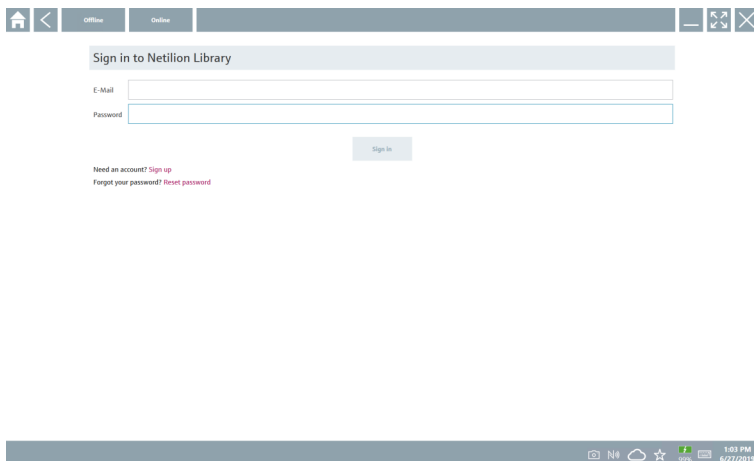 Offline Online
Sign in to Netilion Library
E-Mail
Password
Sign in
Need an account? Sign up
Forgot your password? Reset password
1:03 PM
99% 6/27/2019